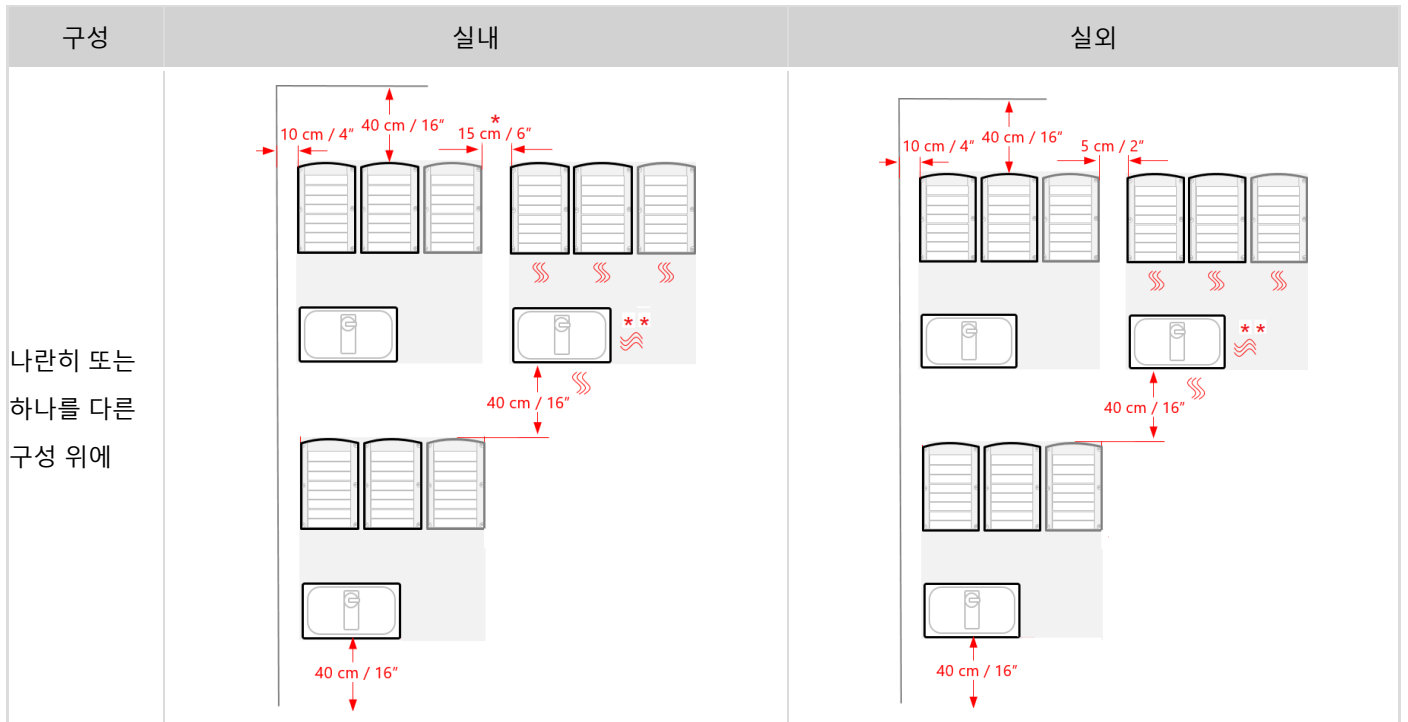 구성
실내
실외
나란히 또는
하나를 다른
구성 위에
10 cm / 4”
40 cm / 16”
*
15 cm / 6”
* *
40 cm / 16”
40 cm / 16”
10 cm / 4”
40 cm / 16”
5 cm / 2”
* *
40 cm / 16”
40 cm / 16”